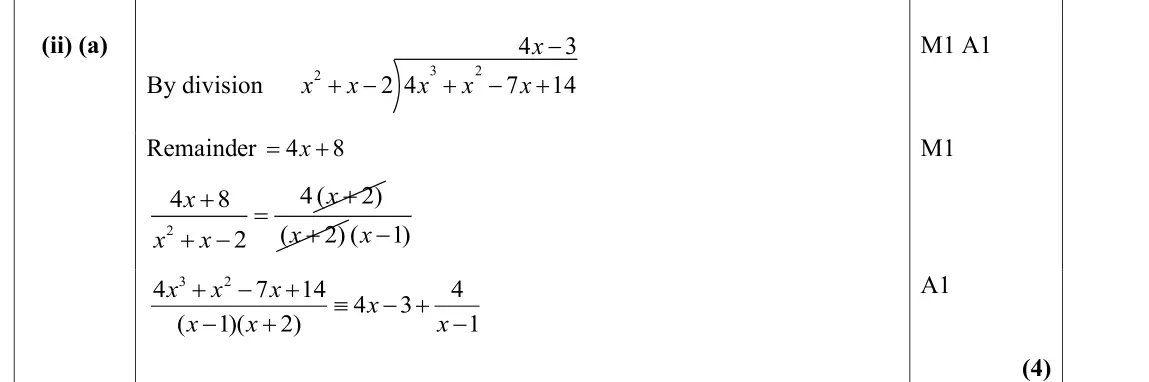 (ii) (a)
4x − 3 M1 A1
By division x² + x − 2)4x³ + x² − 7x + 14
Remainder = 4x + 8 M1
(4x + 8)/(x² + x − 2) = 4(x + 2)/((x + 2)(x − 1))
(4x³ + x² − 7x + 14)/((x − 1)(x + 2)) ≡ 4x − 3 + 4/(x − 1) A1
(4)